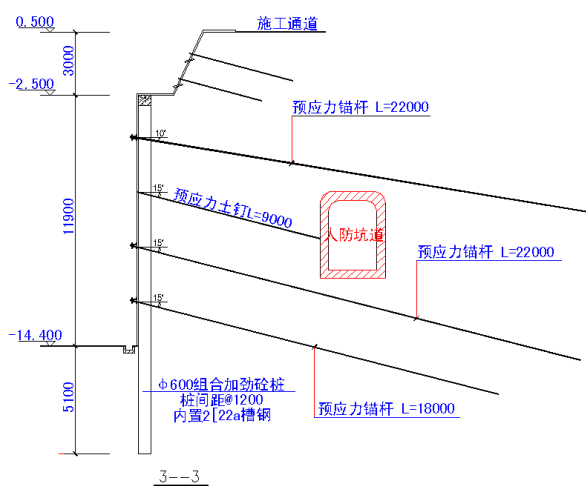 0.500
施工通道
3000
-2.500
预应力锚杆 L=22000
10°
15°
预应力土钉L=9000
11900
人防坑道
15°
预应力锚杆 L=22000
15°
-14.400
Φ600组合加劲砼桩
桩间距@1200
内置2[22a槽钢
预应力锚杆 L=18000
5100
3--3